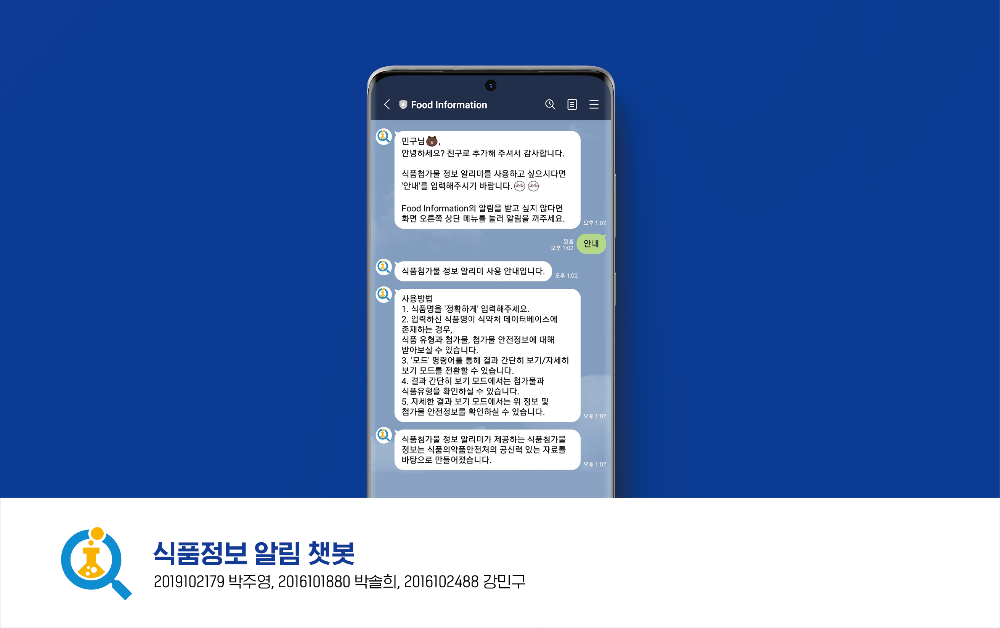 Food Information
민구님,
안녕하세요? 친구로 추가해 주셔서 감사합니다.
식품첨가물 정보 알리미를 사용하고 싶으시다면
'안내'를 입력해주시기 바랍니다.
Food Information의 알림을 받고 싶지 않다면
화면 오른쪽 상단 메뉴를 눌러 알림을 꺼주세요.
오후 1:02
읽음
오후 1:02
안내
식품첨가물 정보 알리미 사용 안내입니다.
오후 1:02
사용방법
1. 식품명을 '정확하게' 입력해주세요.
2. 입력하신 식품명이 식약처 데이터베이스에
존재하는 경우,
식품 유형과 첨가물, 첨가물 안전정보에 대해
받아보실 수 있습니다.
3. '모드' 명령어를 통해 결과 간단히 보기/자세히
보기 모드를 전환할 수 있습니다.
4. 결과 간단히 보기 모드에서는 첨가물과
식품유형을 확인하실 수 있습니다.
5. 자세한 결과 보기 모드에서는 위 정보 및
첨가물 안전정보를 확인하실 수 있습니다.
오후 1:02
식품첨가물 정보 알리미가 제공하는 식품첨가물
정보는 식품의약품안전처의 공신력 있는 자료를
바탕으로 만들어졌습니다.
오후 1:02
식품정보 알림 챗봇
2019102179 박주영, 2016101880 박솔희, 2016102488 강민구